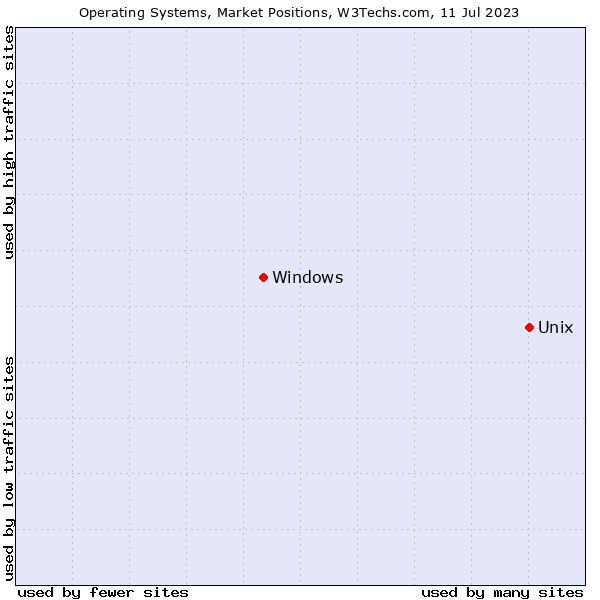 Operating Systems, Market Positions, W3Techs.com, 11 Jul 2023
used by high traffic sites
Windows
Unix
used by low traffic sites
used by fewer sites
used by many sites